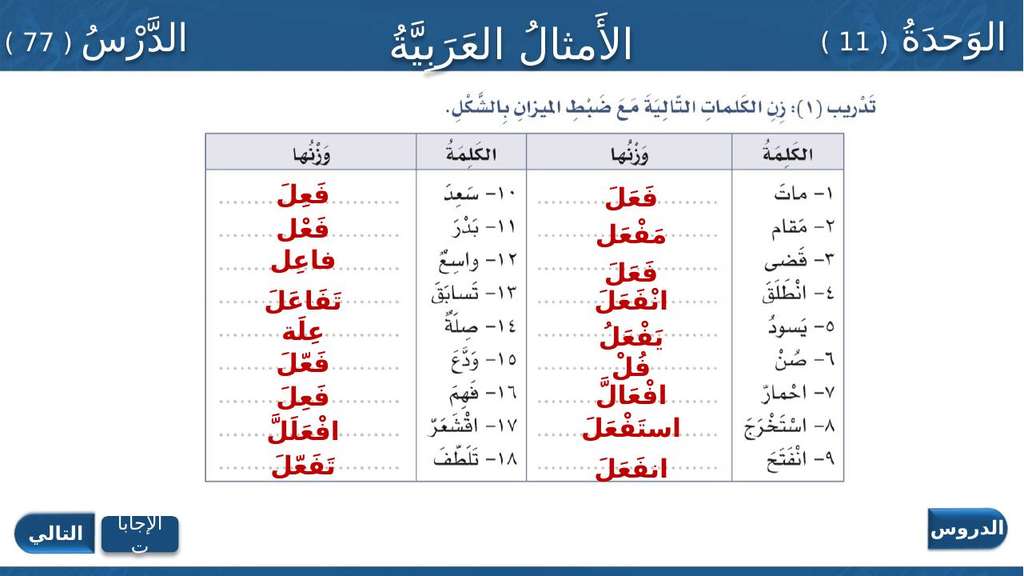 الوَحدَةُ ( 11 )
الأَمثالُ العَرَبِيَّةُ
الدَّرْسُ ( 77 )
تَدْريب (١): زِنِ الكَلماتِ التّالِيَةَ مَعَ ضَبْطِ الميزانِ بِالشَّكْلِ.
الكَلِمَةُ وَزْنُها الكَلِمَةُ وَزْنُها
١- ماتَ فَعَلَ ١٠- سَعِدَ فَعِلَ
٢- مَقام مَفْعَل ١١- بَدْرَ فَعْل
٣- قَضى فَعَلَ ١٢- واسِعٌ فاعِل
٤- انْطَلَقَ انْفَعَلَ ١٣- تَسابَقَ تَفَاعَلَ
٥- يَسودُ يَفْعَلُ ١٤- صِلَةٌ عِلَة
٦- صُنْ فُلْ ١٥- وَدَّعَ فَعّلَ
٧- احْمارّ افْعَالَّ ١٦- فَهِمَ فَعِلَ
٨- اسْتَخْرَجَ استَفْعَلَ ١٧- اقْشَعَرّ افْعَلَلَّ
٩- انْفَتَحَ انفَعَلَ ١٨- تَلَطّفَ تَفَعّلَ
الدروس
الإجابا
ت
التالي